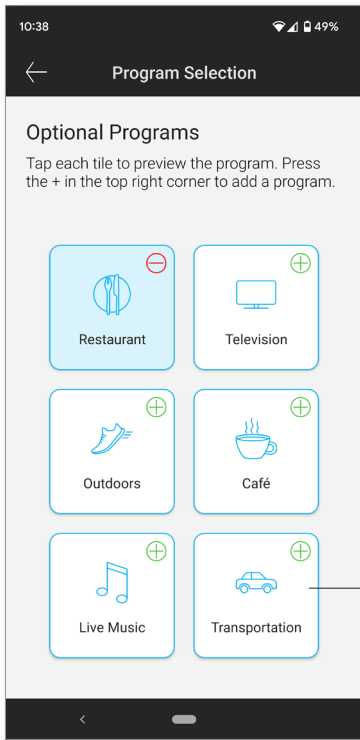 10:38
49%
Program Selection
Optional Programs
Tap each tile to preview the program. Press
the + in the top right corner to add a program.
Restaurant
Television
Outdoors
Café
Live Music
Transportation